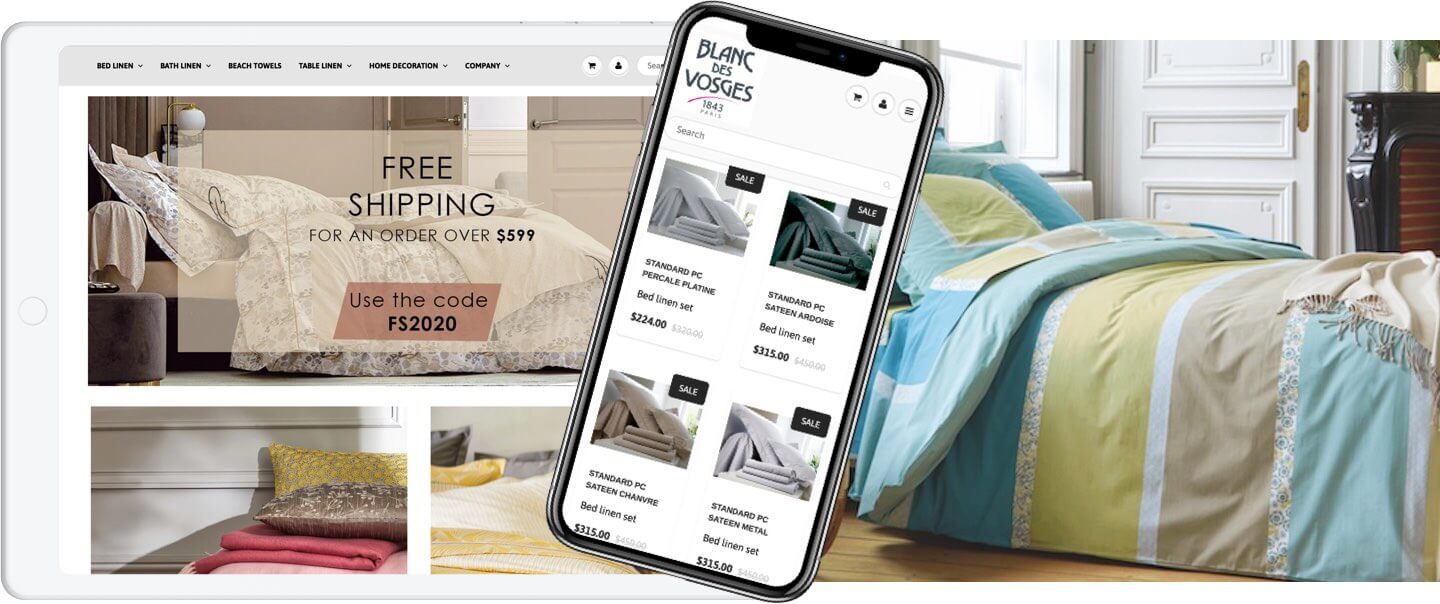 BED LINEN BATH LINEN BEACH TOWELS TABLE LINEN HOME DECORATION COMPANY
FREE
SHIPPING
FOR AN ORDER OVER $599
Use the code
FS2020
BLANC
DES
VOSGES
1843
PARIS
Search
SALE
STANDARD PC
PERCALE PLATINE
Bed linen set
$224.00 $320.00
SALE
STANDARD PC
SATEEN ARDOISE
Bed linen set
$315.00 $450.00
SALE
STANDARD PC
SATEEN CHANVRE
Bed linen set
$315.00 $450.00
SALE
STANDARD PC
SATEEN METAL
Bed linen set
$315.00 $450.00